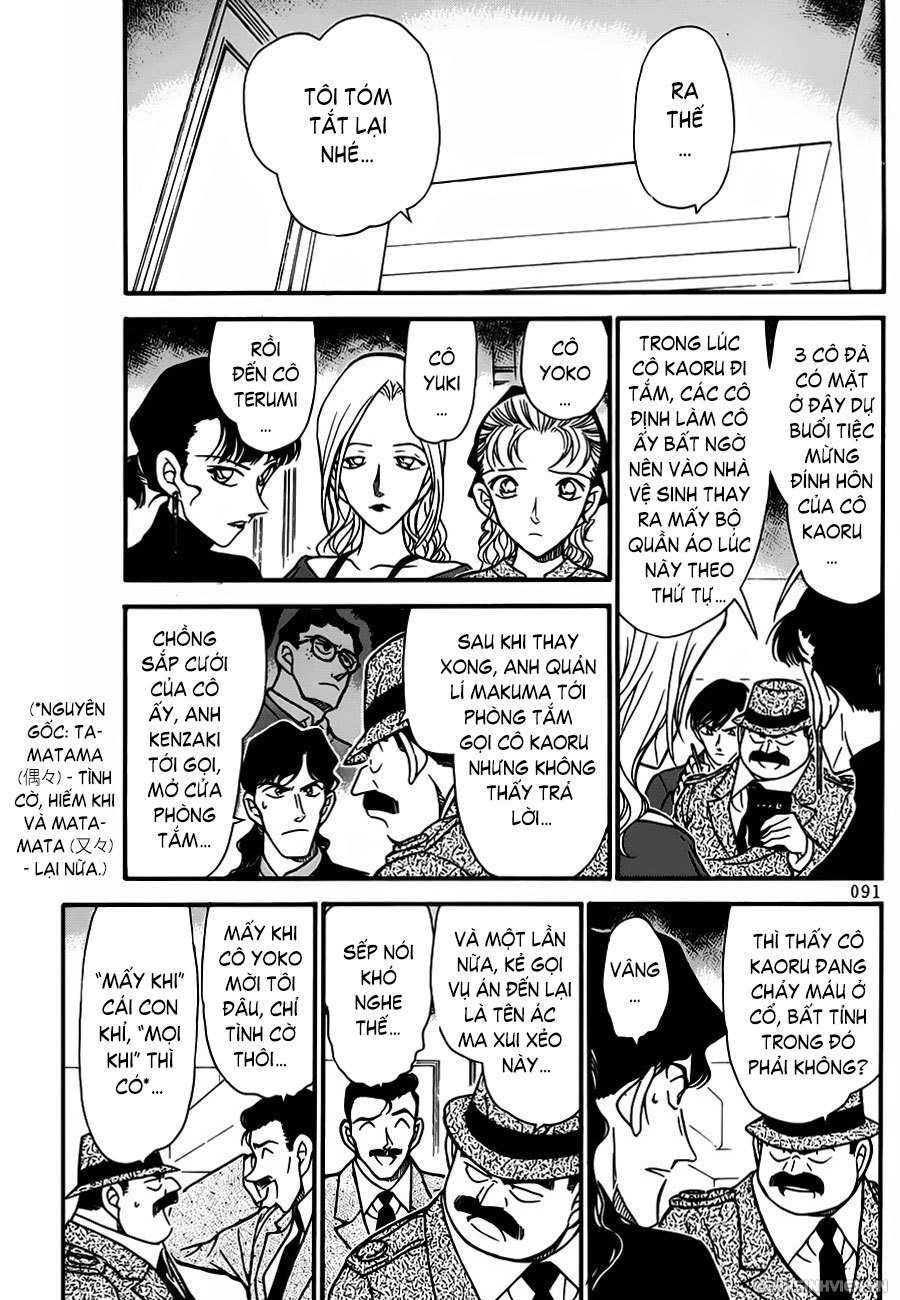 RA
THẾ
...
TÔI TÓM
TẮT LẠI
NHÉ...
3 CÔ ĐÃ
CÓ MẶT
Ở ĐÂY DỰ
BUỔI TIỆC
MỪNG
ĐÍNH HÔN
CỦA CÔ
KAORU
...
TRONG LÚC
CÔ KAORU ĐI
TẮM, CÁC CÔ
ĐỊNH LÀM CÔ
ẤY BẤT NGỜ
NÊN VÀO NHÀ
VỆ SINH THAY
RA MẤY BỘ
QUẦN ÁO LÚC
NÀY THEO
THỨ TỰ...
CÔ
YOKO
...
CÔ
YUKI
...
RỒI
ĐẾN CÔ
TERUMI
...
SAU KHI THAY
XONG, ANH QUẢN
LÍ MAKUMA TỚI
PHÒNG TẮM
GỌI CÔ KAORU
NHƯNG KHÔNG
THẤY TRẢ
LỜI...
CHỒNG
SẮP CƯỚI
CỦA CÔ
ẤY, ANH
KENZAKI
TỚI GỌI,
MỞ CỬA
PHÒNG
TẮM...
(*NGUYÊN
GỐC: TA-
MATAMA
(偶々) - TÌNH
CỜ, HIẾM KHI
VÀ MATA-
MATA (又々)
- LẠI NỮA.)
091
THÌ THẤY CÔ
KAORU ĐANG
CHẢY MÁU Ở
CỔ, BẤT TỈNH
TRONG ĐÓ
PHẢI KHÔNG?
VÂNG
...
VÀ MỘT LẦN
NỮA, KẺ GỌI
VỤ ÁN ĐẾN LẠI
LÀ TÊN ÁC
MA XUI XẺO
NÀY...
SẾP NÓI
KHÓ
NGHE
THẾ...
MẤY KHI
CÔ YOKO
MỜI TÔI
ĐÂU, CHỈ
TÌNH CỜ
THÔI...
"MẤY KHI"
CÁI CON
KHỈ, "MỌI
KHI" THÌ
CÓ*...